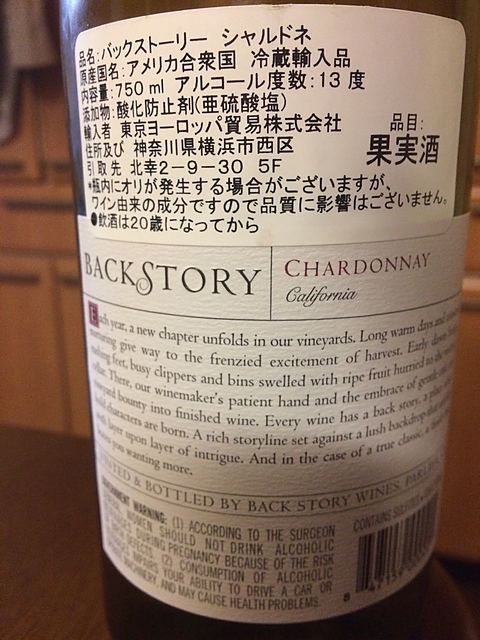 品名:バックストーリー シャルドネ
原産国名:アメリカ合衆国 冷蔵輸入品
内容量:750ml アルコール度数:13度
添加物:酸化防止剤(亜硫酸塩)
輸入者 東京ヨーロッパ貿易株式会社
住所及び 神奈川県横浜市西区
引取先 北幸2-9-30 5F
品目:
果実酒
*瓶内にオリが発生する場合がございますが、
ワイン由来の成分ですので品質に影響はございません。
●飲酒は20歳になってから
BACKSTORY
CHARDONNAY
California
Each year, a new chapter unfolds in our vineyards. Long warm days and
give way to the frenzied excitement of harvest. Early dawn
feet, busy clippers and bins swelled with ripe fruit hurried to the
There, our winemaker's patient hand and the embrace of gentle
bounty into finished wine. Every wine has a back story, a place
characters are born. A rich storyline set against a lush backdrop
layer upon layer of intrigue. And in the case of a true classic, a
you wanting more.
& BOTTLED BY BACK STORY WINES,
WARNING: (1) ACCORDING TO THE SURGEON
WOMEN SHOULD NOT DRINK ALCOHOLIC
DURING PREGNANCY BECAUSE OF THE RISK
DEFECTS. (2) CONSUMPTION OF ALCOHOLIC
IMPAIRS YOUR ABILITY TO DRIVE A CAR OR
MACHINERY, AND MAY CAUSE HEALTH PROBLEMS.
CONTAINS SULFITES